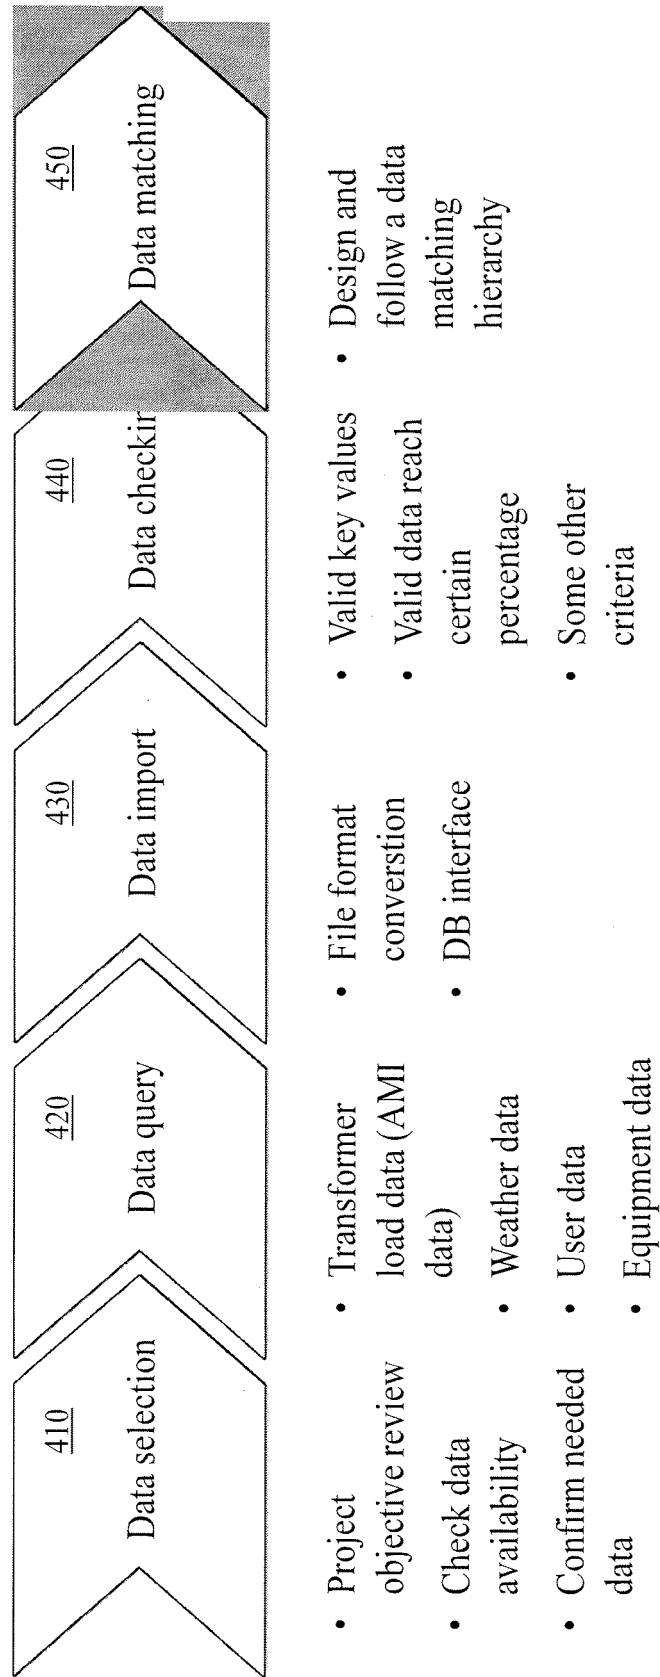 410
Data selection
• Project
objective review
• Check data
availability
• Confirm needed
data
420
Data query
• Transformer
load data (AMI
data)
• Weather data
• User data
• Equipment data
430
Data import
• File format
converstion
• DB interface
440
Data checkir
• Valid key values
• Valid data reach
certain
percentage
• Some other
criteria
450
Data matching
• Design and
follow a data
matching
hierarchy